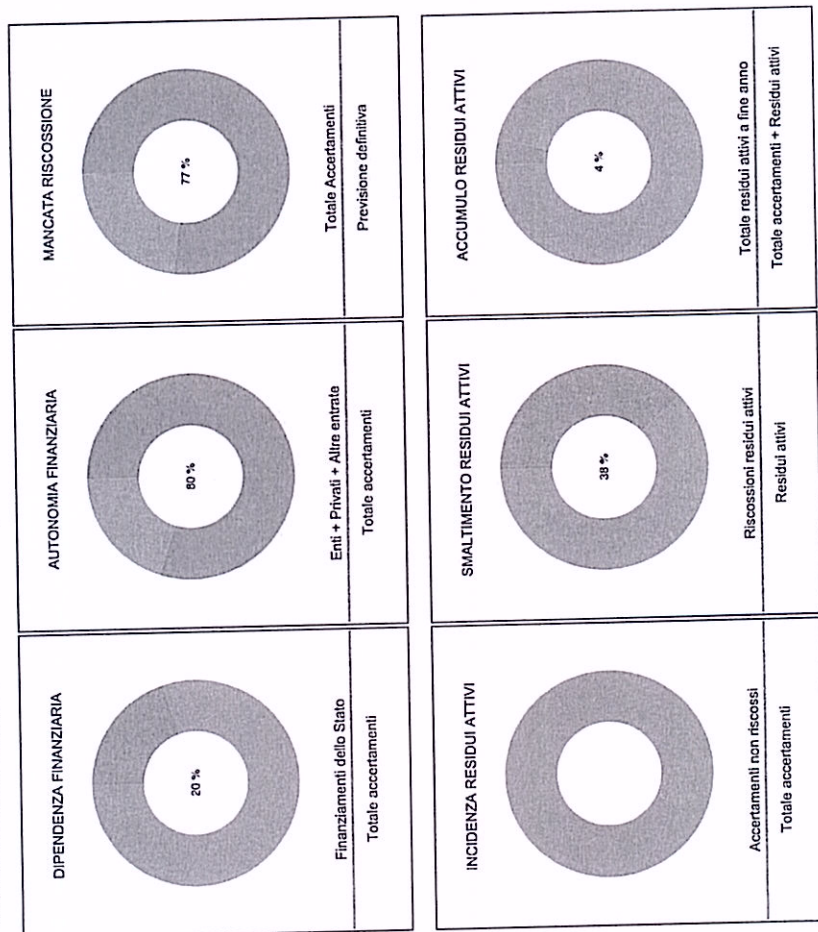 DIPENDENZA FINANZIARIA
20 %
Finanziamenti dello Stato
Totale accertamenti
AUTONOMIA FINANZIARIA
80 %
Enti + Privati + Altre entrate
Totale accertamenti
MANCATA RISCOSSIONE
77 %
Totale Accertamenti
Previsione definitiva
INCIDENZA RESIDUI ATTIVI
Accertamenti non riscossi
Totale accertamenti
SMALTIMENTO RESIDUI ATTIVI
38 %
Riscossioni residui attivi
Residui attivi
ACCUMULO RESIDUI ATTIVI
4 %
Totale residui attivi a fine anno
Totale accertamenti + Residui attivi